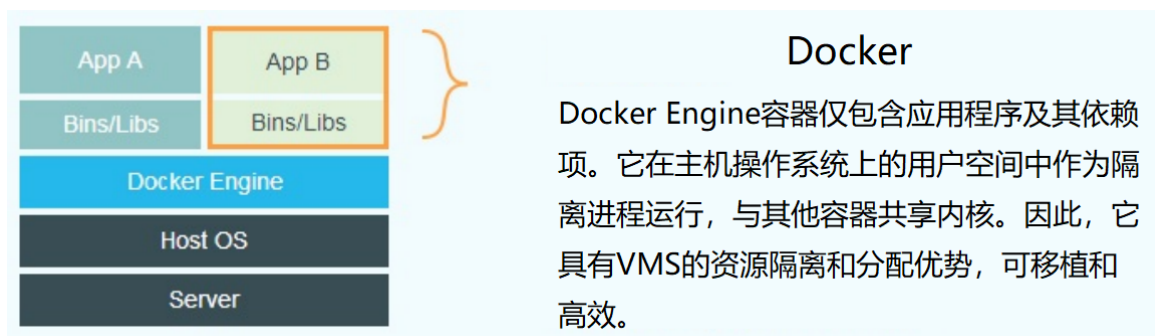 App A
App B
Bins/Libs
Bins/Libs
Docker Engine
Host OS
Server
Docker
Docker Engine容器仅包含应用程序及其依赖
项。它在主机操作系统上的用户空间中作为隔
离进程运行，与其他容器共享内核。因此，它
具有VMS的资源隔离和分配优势，可移植和
高效。